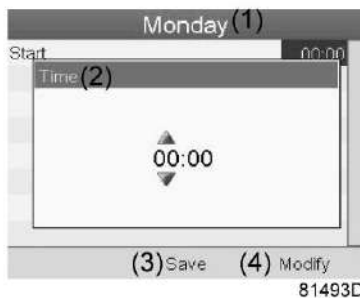 Monday (1)
Start 00:00
Time (2)
00:00
(3) Save (4) Modify
81493D